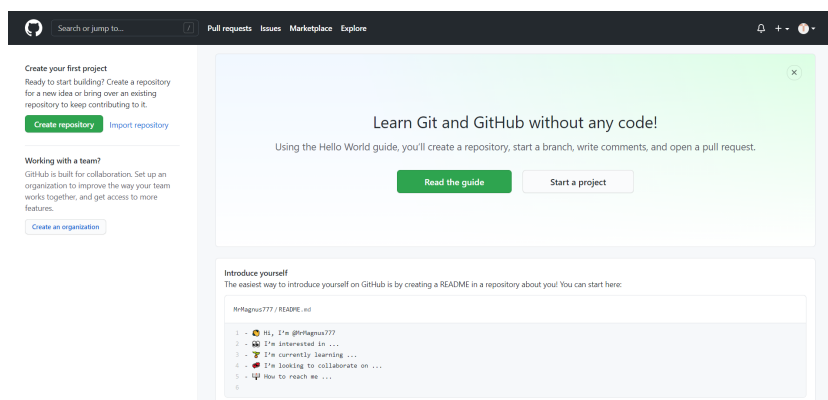 Search or jump to... /
Pull requests Issues Marketplace Explore
Create your first project
Ready to start building? Create a repository
for a new idea or bring over an existing
repository to keep contributing to it.
Create repository Import repository
Working with a team?
GitHub is built for collaboration. Set up an
organization to improve the way your team
works together, and get access to more
features.
Create an organization
Learn Git and GitHub without any code!
Using the Hello World guide, you'll create a repository, start a branch, write comments, and open a pull request.
Read the guide Start a project
Introduce yourself
The easiest way to introduce yourself on GitHub is by creating a README in a repository about you! You can start here:
MrMagnus777 / README.md
1 - 👋 Hi, I'm @MrMagnus777
2 - 👀 I'm interested in ...
3 - 🌱 I'm currently learning ...
4 - 💞️ I'm looking to collaborate on ...
5 - 📫 How to reach me ...
6